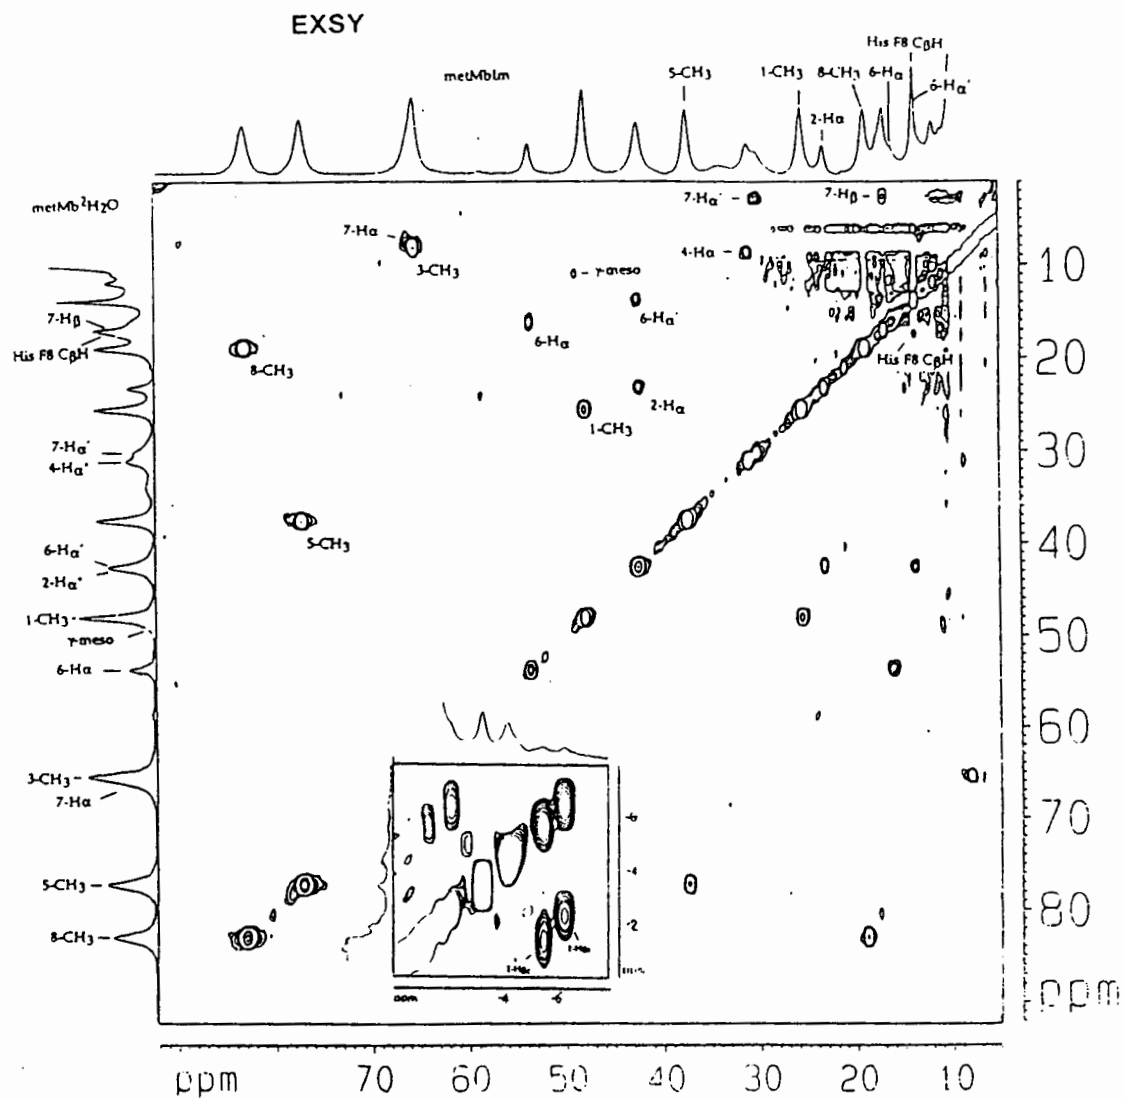 EXSY
His F8 CβH
metMbIm
5-CH3
1-CH3
8-CH3
6-Hα
6-Hα'
2-Hα
metMb²H2O
7-Hα
3-CH3
7-Hα'
7-Hβ
4-Hα
γ-meso
10
6-Hα'
7-Hβ
6-Hα
His F8 CβH
His F8 CβH
20
8-CH3
2-Hα
1-CH3
7-Hα'
4-Hα'
30
5-CH3
40
6-Hα'
2-Hα'
1-CH3
γ-meso
50
6-Hα
60
3-CH3
7-Hα
-6
70
5-CH3
-4
80
8-CH3
-2
ppm
ppm
-4
-6
ppm
70
60
50
40
30
20
10